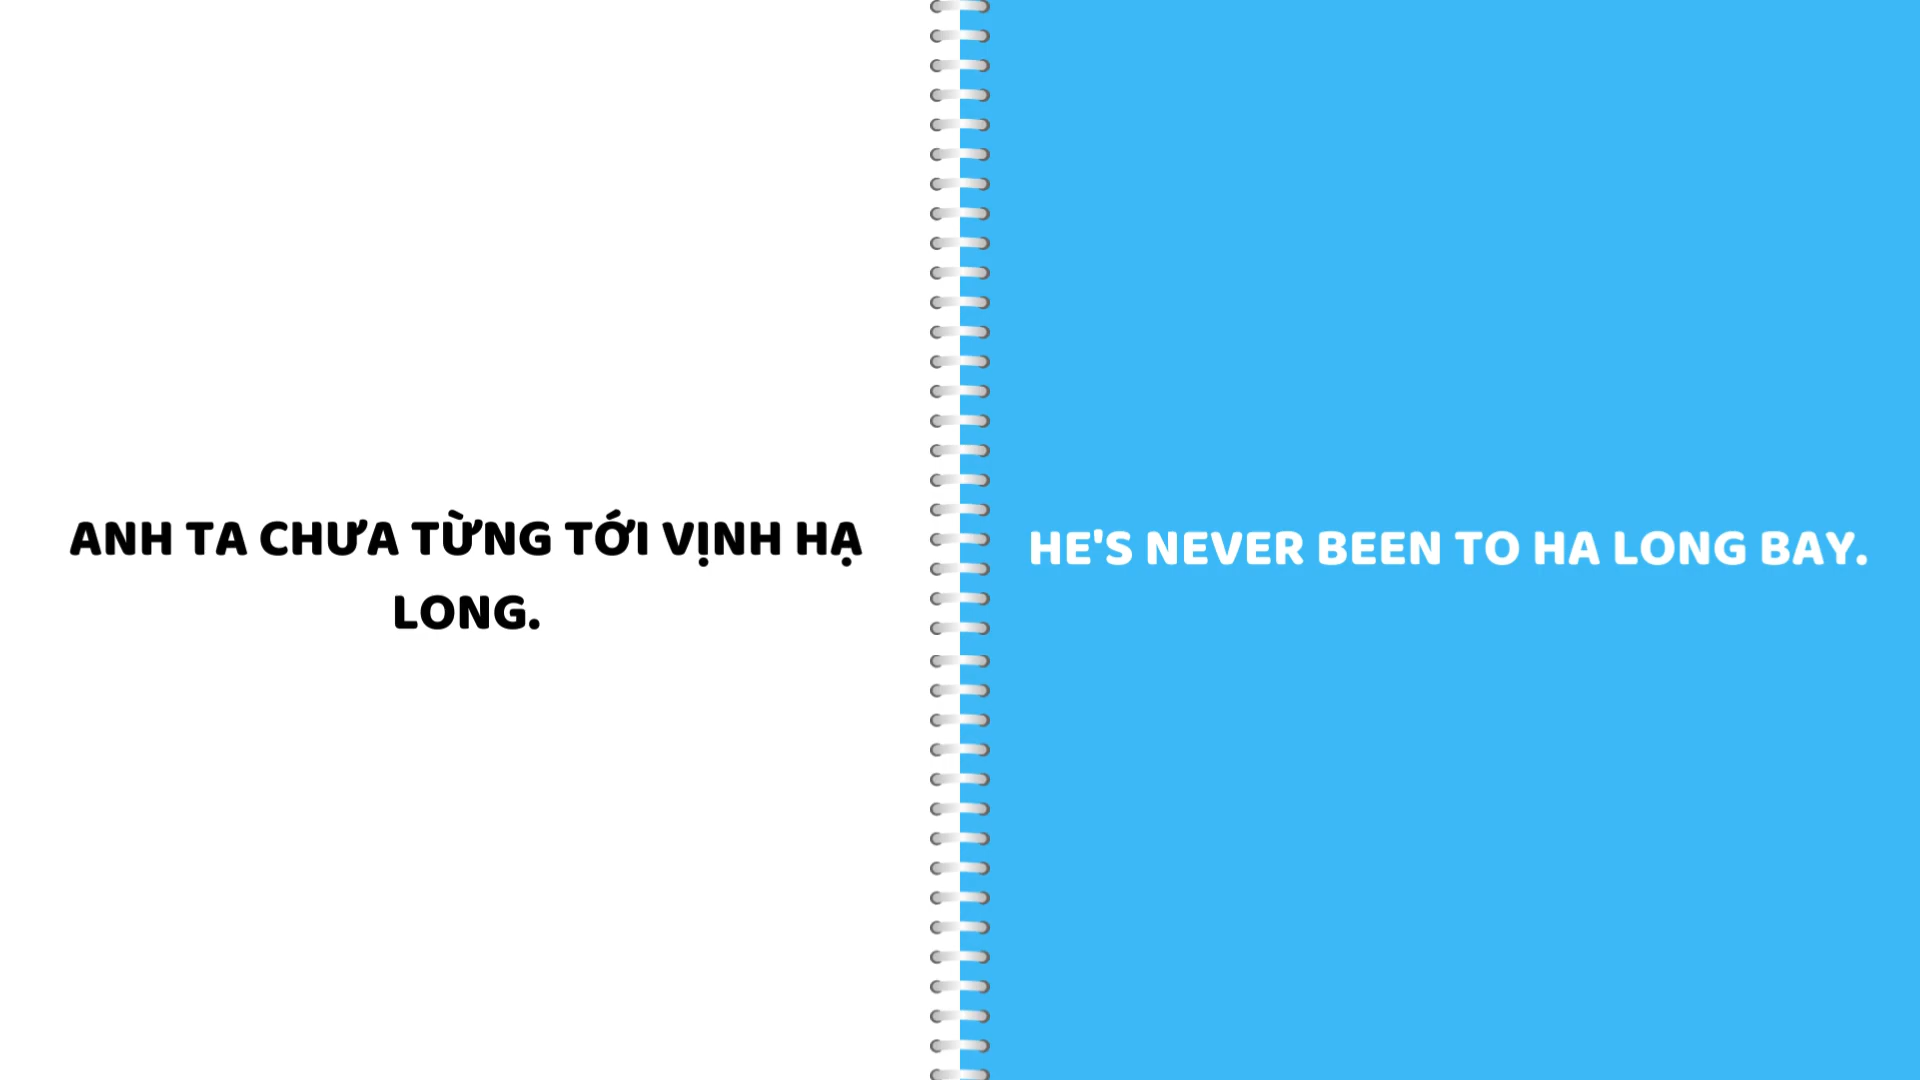 ANH TA CHƯA TỪNG TỚI VỊNH HẠ
LONG.
HE'S NEVER BEEN TO HA LONG BAY.